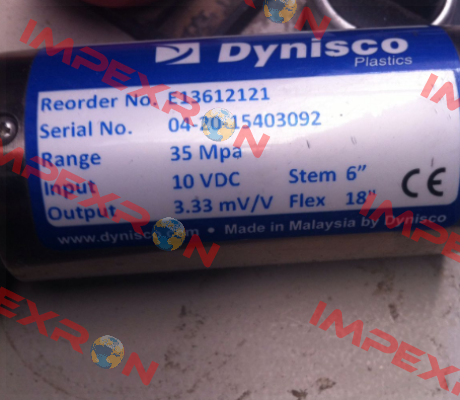 Dynisco
Plastics
Reorder No. E13612121
Serial No. 04-20-15403092
Range 35 Mpa
Input 10 VDC Stem 6"
Output 3.33 mV/V Flex 18"
CE
www.dynisco.com • Made in Malaysia by Dynisco
IMPEXRON
IMPEXRON
IMPEXRON
IMPEXRON